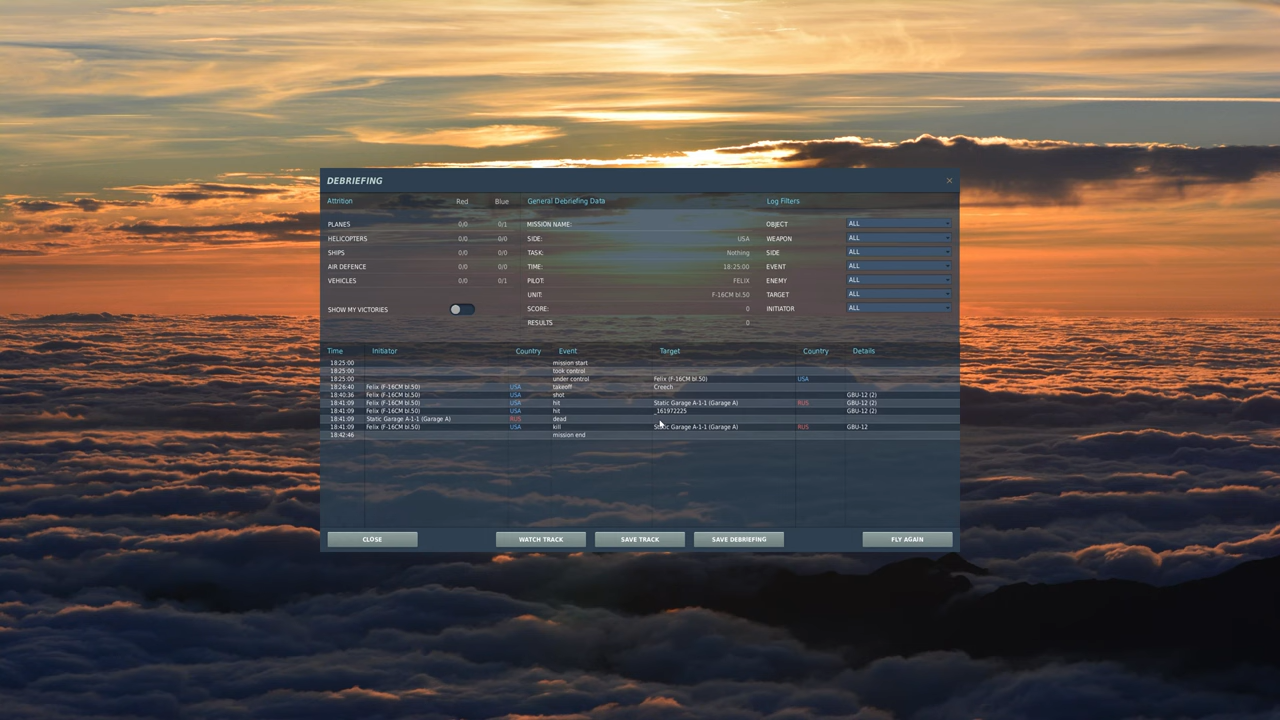 DEBRIEFING ×
Attrition Red Blue General Debriefing Data Log Filters
PLANES 0/0 0/1 MISSION NAME: OBJECT ALL
HELICOPTERS 0/0 0/0 SIDE: USA WEAPON ALL
SHIPS 0/0 0/0 TASK: Nothing SIDE ALL
AIR DEFENCE 0/0 0/0 TIME: 18:25:00 EVENT ALL
VEHICLES 0/0 0/1 PILOT: FELIX ENEMY ALL
UNIT: F-16CM bl.50 TARGET ALL
SHOW MY VICTORIES SCORE: 0 INITIATOR ALL
RESULTS 0
Time Initiator Country Event Target Country Details
18:25:00 mission start
18:25:00 took control
18:25:00 under control Felix (F-16CM bl.50) USA
18:26:40 Felix (F-16CM bl.50) USA takeoff Creech
18:40:36 Felix (F-16CM bl.50) USA shot GBU-12 (2)
18:41:09 Felix (F-16CM bl.50) USA hit Static Garage A-1-1 (Garage A) RUS GBU-12 (2)
18:41:09 Felix (F-16CM bl.50) USA hit _161972225 GBU-12 (2)
18:41:09 Static Garage A-1-1 (Garage A) RUS dead
18:41:09 Felix (F-16CM bl.50) USA kill Static Garage A-1-1 (Garage A) RUS GBU-12
18:42:46 mission end
CLOSE WATCH TRACK SAVE TRACK SAVE DEBRIEFING FLY AGAIN